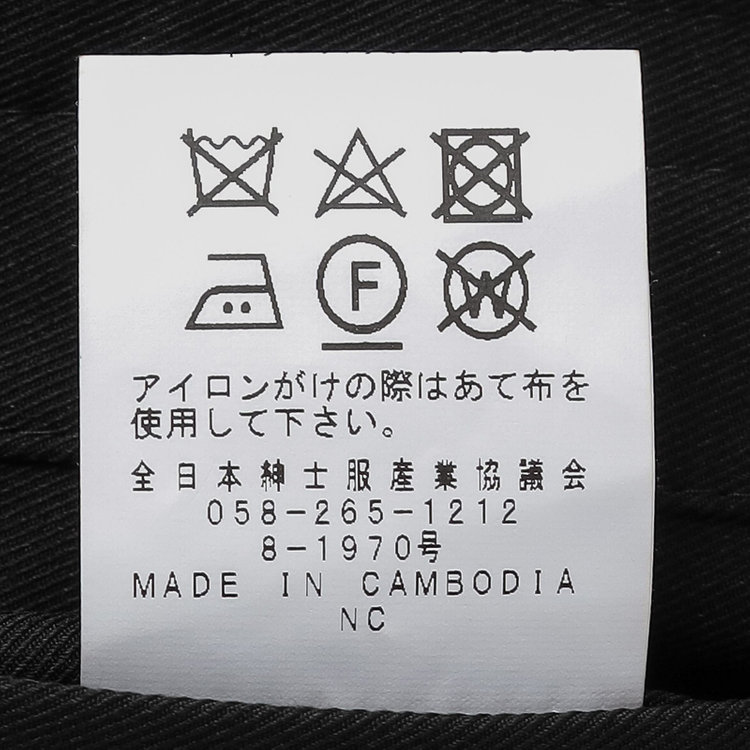 F
W
アイロンがけの際はあて布を
使用して下さい。
全日本紳士服産業協議会
058-265-1212
8-1970号
MADE IN CAMBODIA
NC